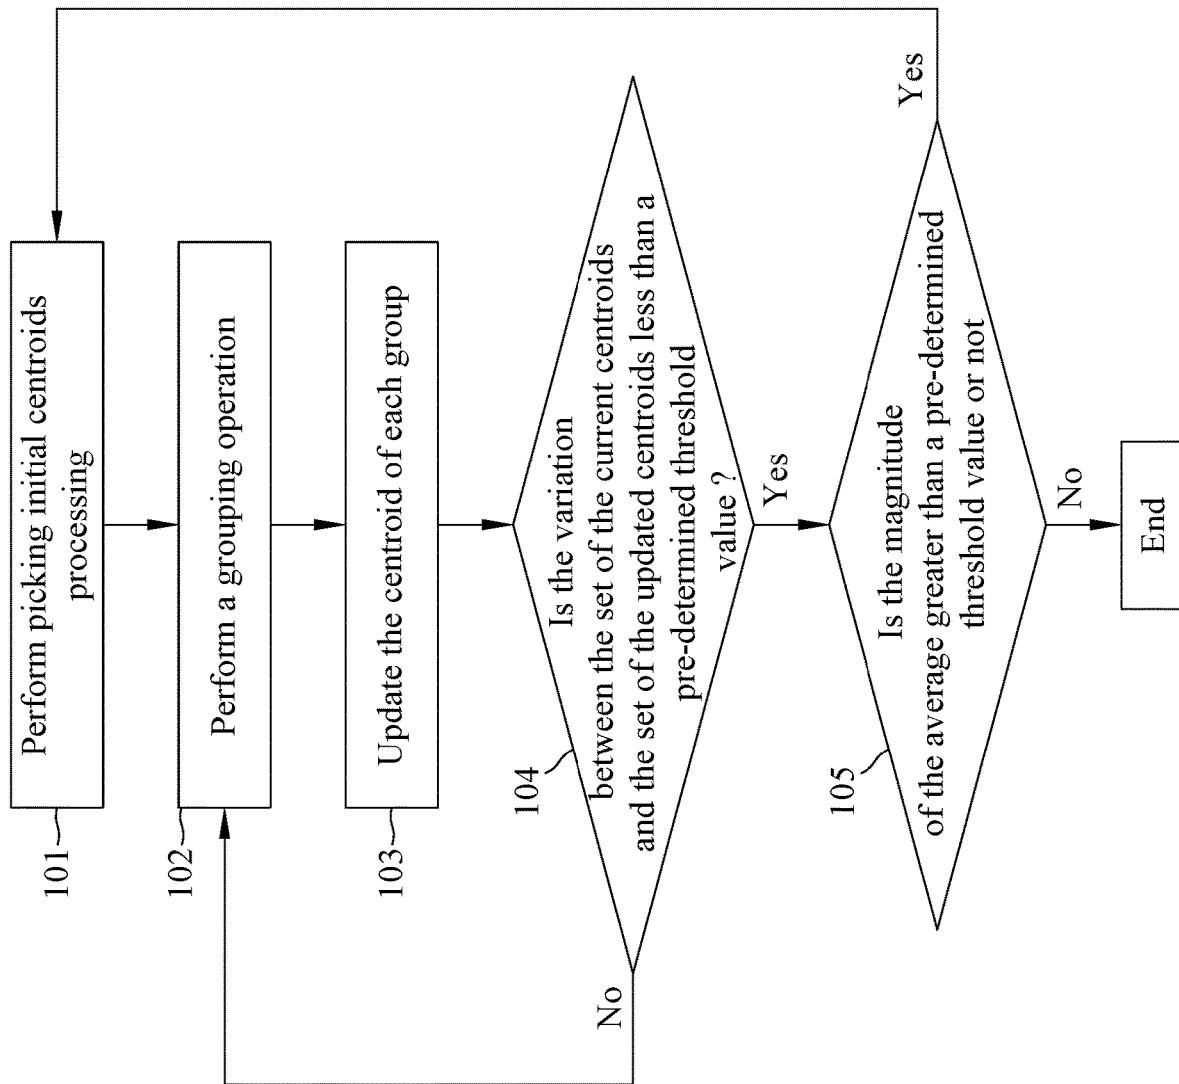 101
Perform picking initial centroids
processing
102
Perform a grouping operation
103
Update the centroid of each group
104
Is the variation
between the set of the current centroids
and the set of the updated centroids less than a
pre-determined threshold
value ?
No
Yes
105
Is the magnitude
of the average greater than a pre-determined
threshold value or not
Yes
No
End